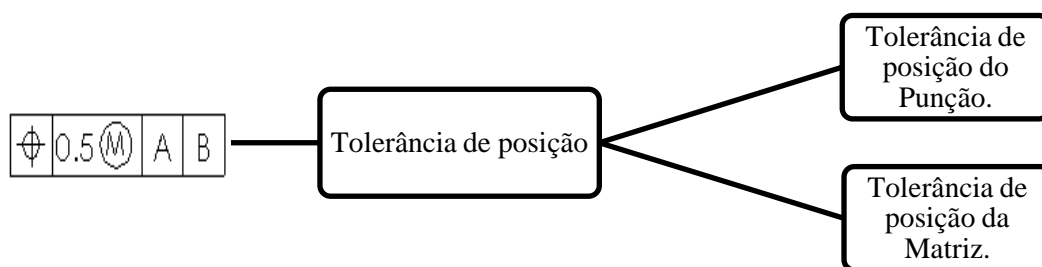 ⌖ 0.5 Ⓜ A B
Tolerância de posição
Tolerância de
posição do
Punção.
Tolerância de
posição da
Matriz.